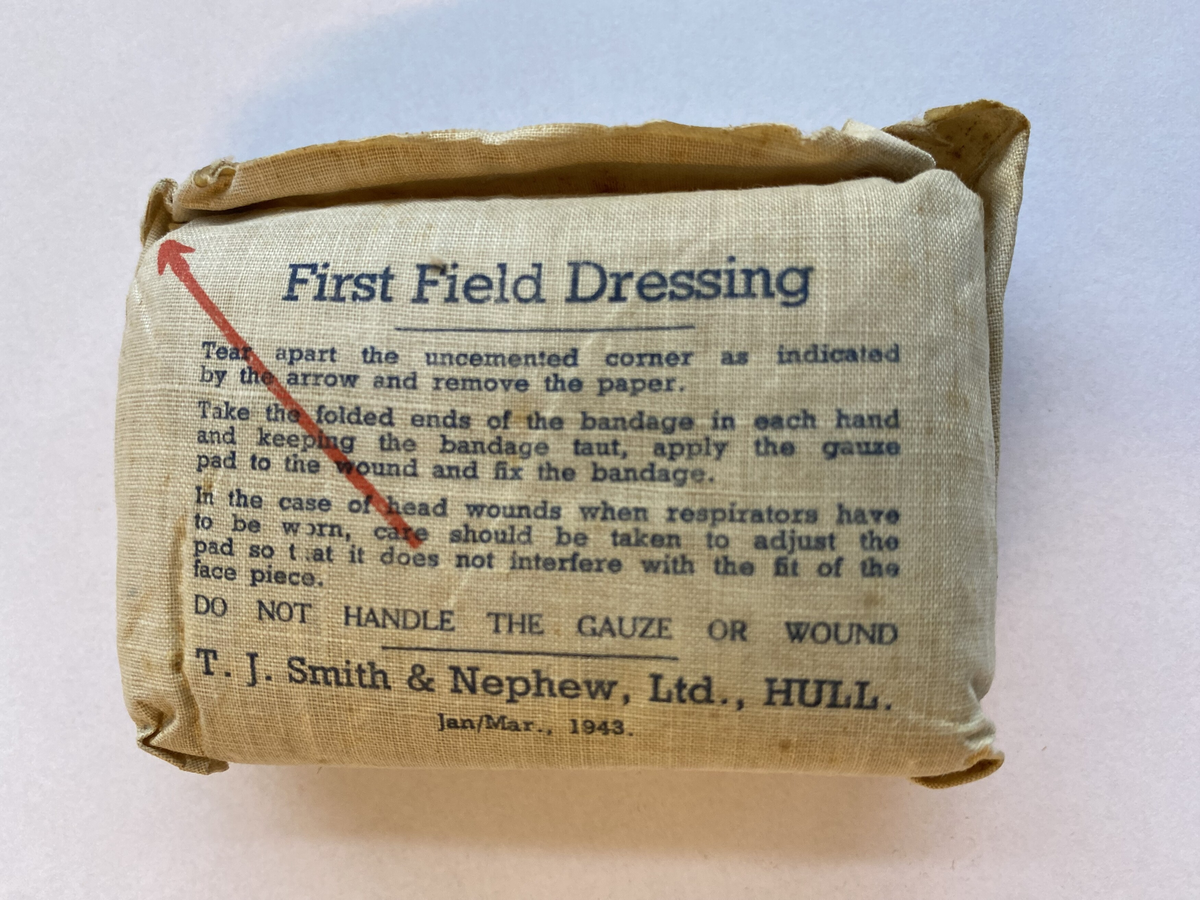 First Field Dressing
Tear apart the uncemented corner as indicated
by the arrow and remove the paper.
Take the folded ends of the bandage in each hand
and keeping the bandage taut, apply the gauze
pad to the wound and fix the bandage.
In the case of head wounds when respirators have
to be worn, care should be taken to adjust the
pad so that it does not interfere with the fit of the
face piece.
DO NOT HANDLE THE GAUZE OR WOUND
T. J. Smith & Nephew, Ltd., HULL.
Jan/Mar., 1943.